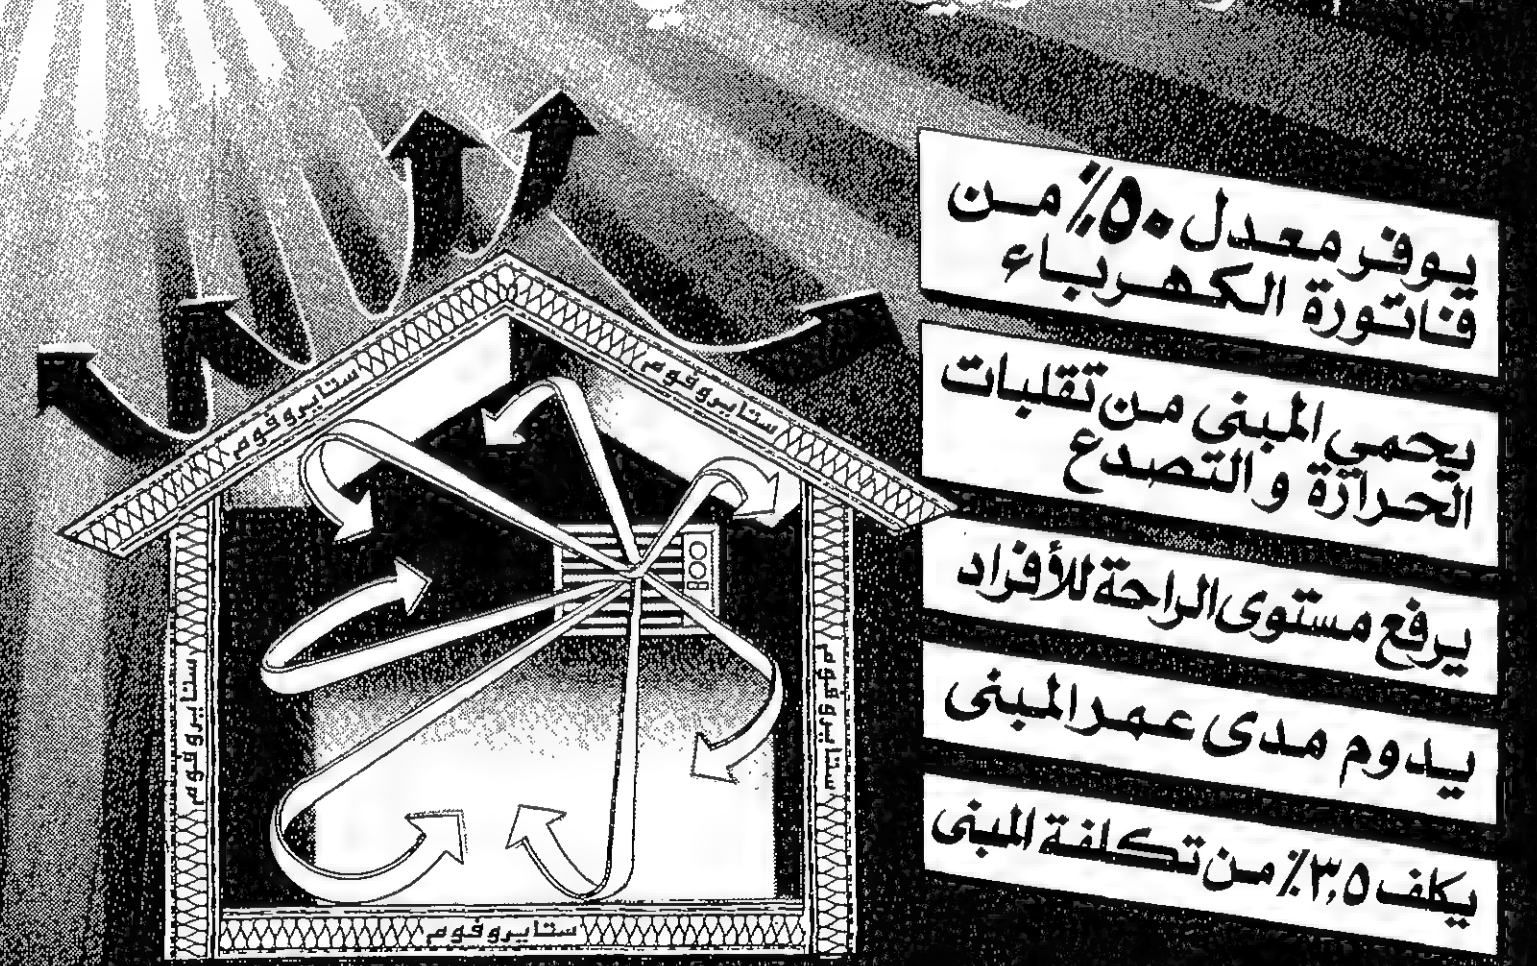 يوفر معدل ٥٠٪ من
فاتورة الكهرباء
يحمي المبنى من تقلبات
الحرارة والتصدع
يرفع مستوى الراحة للأفراد
يدوم مدى عمر المبنى
يكلف ٣,٥٪ من تكلفة المبنى
ستايروفوم
ستايروفوم
ستايروفوم
ستايروفوم
ستايروفوم